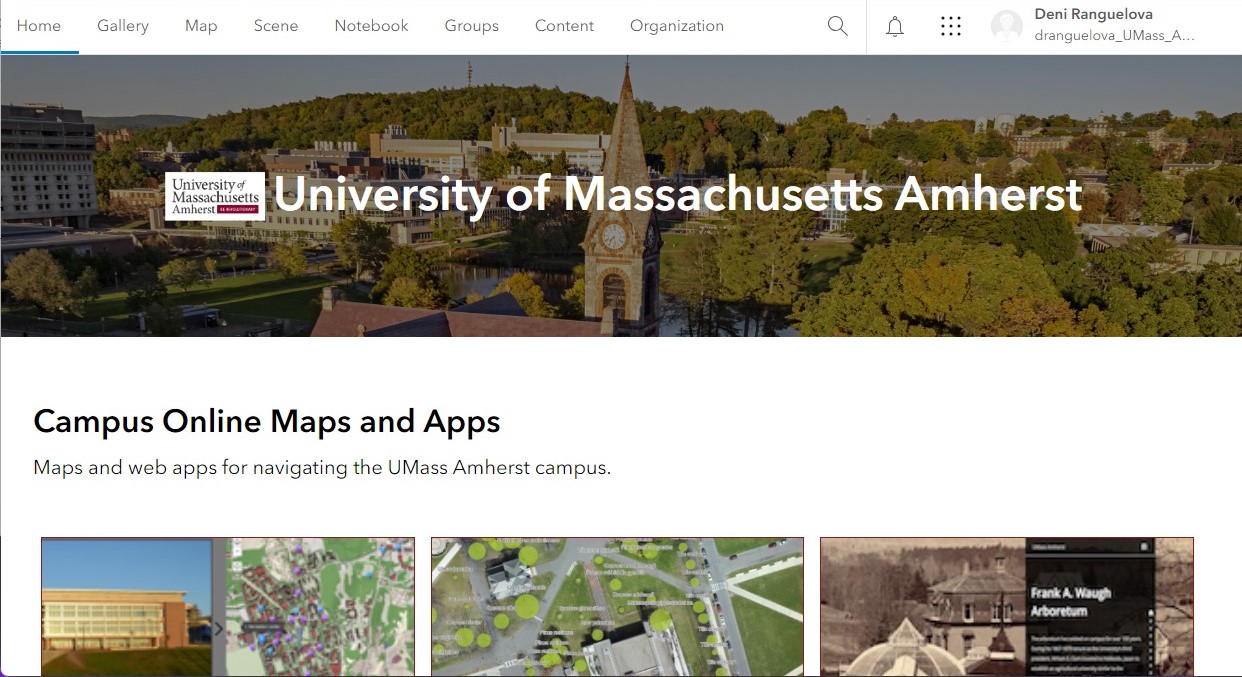 Home Gallery Map Scene Notebook Groups Content Organization
Deni Ranguelova
dranguelova_UMass_A...
University of
Massachusetts
Amherst BE REVOLUTIONARY
University of Massachusetts Amherst
Campus Online Maps and Apps
Maps and web apps for navigating the UMass Amherst campus.
UMass Amherst
Frank A. Waugh
Arboretum